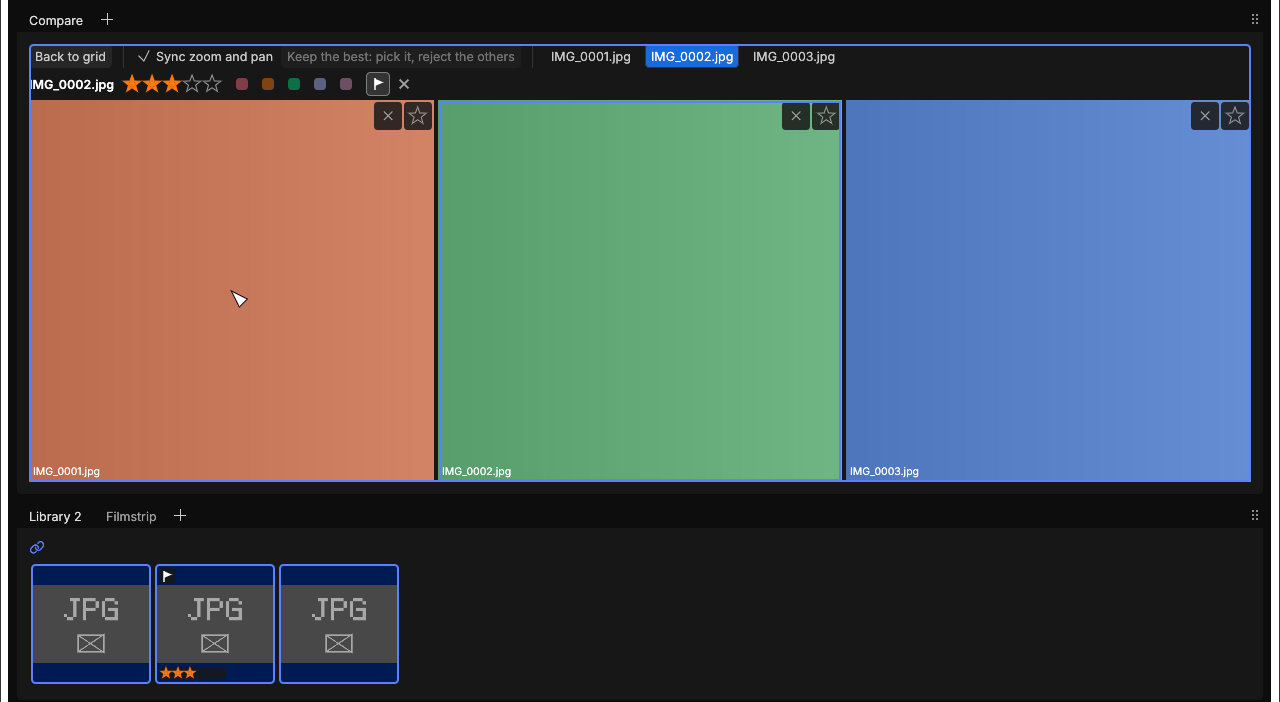 Compare
Back to grid Sync zoom and pan Keep the best: pick it, reject the others IMG_0001.jpg IMG_0002.jpg IMG_0003.jpg
IMG_0002.jpg
IMG_0001.jpg IMG_0002.jpg IMG_0003.jpg
Library 2 Filmstrip
JPG JPG JPG